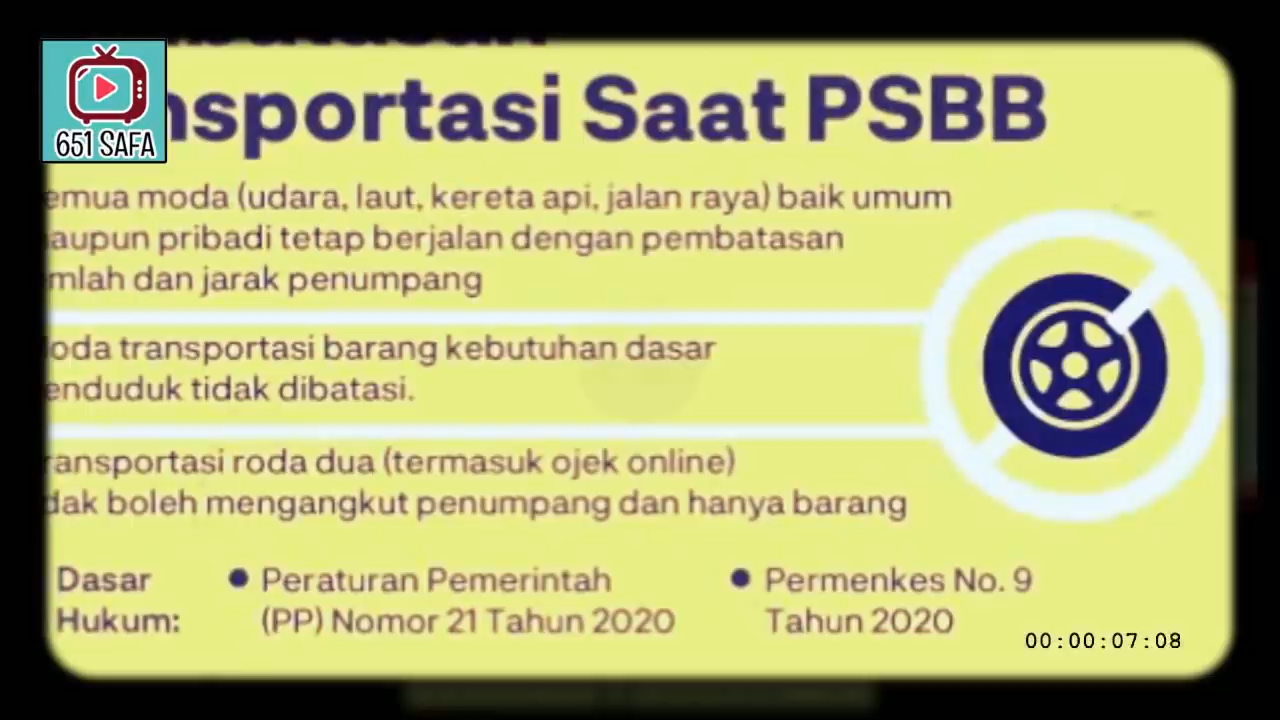 651 SAFA
nsportasi Saat PSBB
emua moda (udara, laut, kereta api, jalan raya) baik umum
aupun pribadi tetap berjalan dengan pembatasan
mlah dan jarak penumpang
oda transportasi barang kebutuhan dasar
enduduk tidak dibatasi.
ransportasi roda dua (termasuk ojek online)
dak boleh mengangkut penumpang dan hanya barang
Dasar Hukum:
• Peraturan Pemerintah
(PP) Nomor 21 Tahun 2020
• Permenkes No. 9
Tahun 2020
00:00:07:08